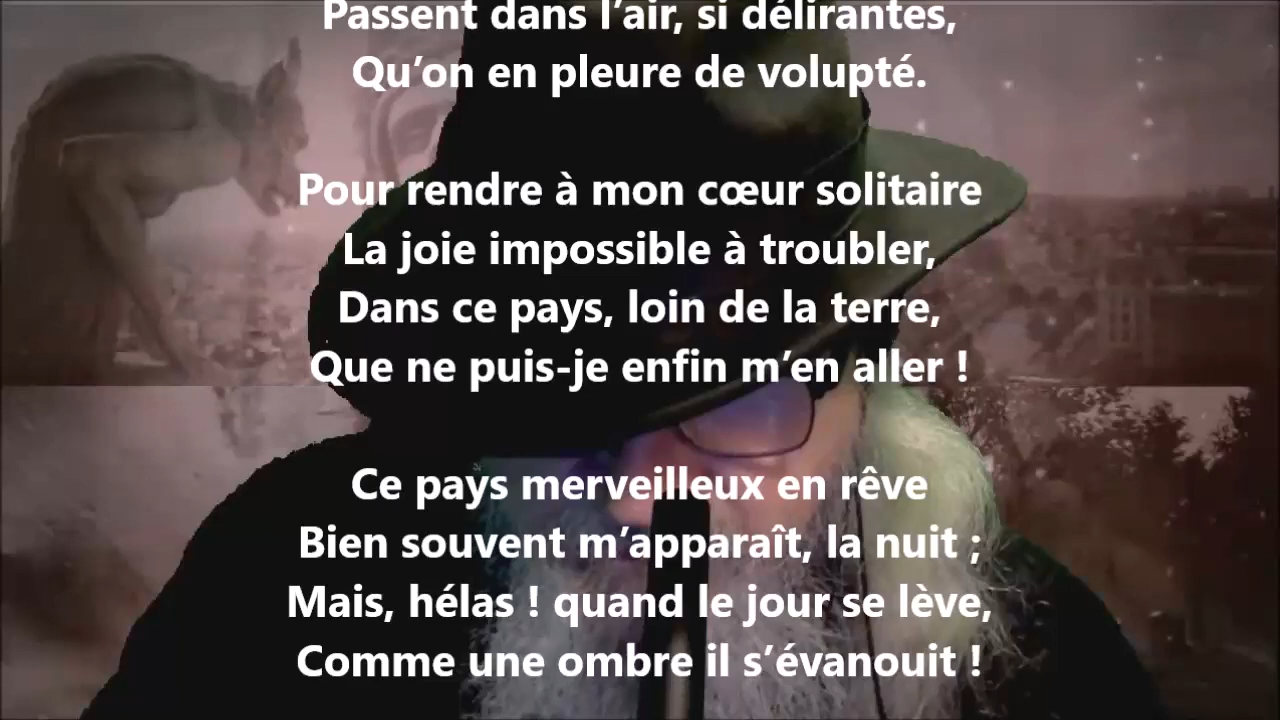 Passent dans l’air, si délirantes,
Qu’on en pleure de volupté.
Pour rendre à mon cœur solitaire
La joie impossible à troubler,
Dans ce pays, loin de la terre,
Que ne puis-je enfin m’en aller !
Ce pays merveilleux en rêve
Bien souvent m’apparaît, la nuit ;
Mais, hélas ! quand le jour se lève,
Comme une ombre il s’évanouit !